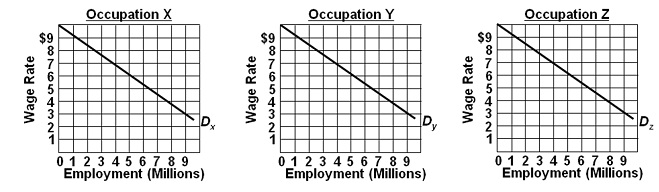 Occupation X
Wage Rate
$9
8
7
6
5
4
3
2
1
Dx
0 1 2 3 4 5 6 7 8 9
Employment (Millions)
Occupation Y
Wage Rate
$9
8
7
6
5
4
3
2
1
Dy
0 1 2 3 4 5 6 7 8 9
Employment (Millions)
Occupation Z
Wage Rate
$9
8
7
6
5
4
3
2
1
Dz
0 1 2 3 4 5 6 7 8 9
Employment (Millions)